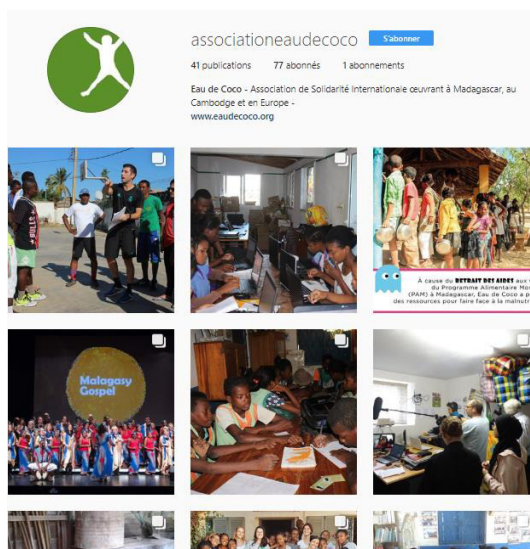 associationeaudecoco S'abonner
41 publications 77 abonnés 1 abonnements
Eau de Coco - Association de Solidarité Internationale œuvrant à Madagascar, au
Cambodge et en Europe -
www.eaudecoco.org
BULLS
À cause du RETRAIT DES AIDES aux
du Programme Alimentaire
(PAM) à Madagascar, Eau de Coco a
des ressources pour faire face à la
Malagasy
Gospel